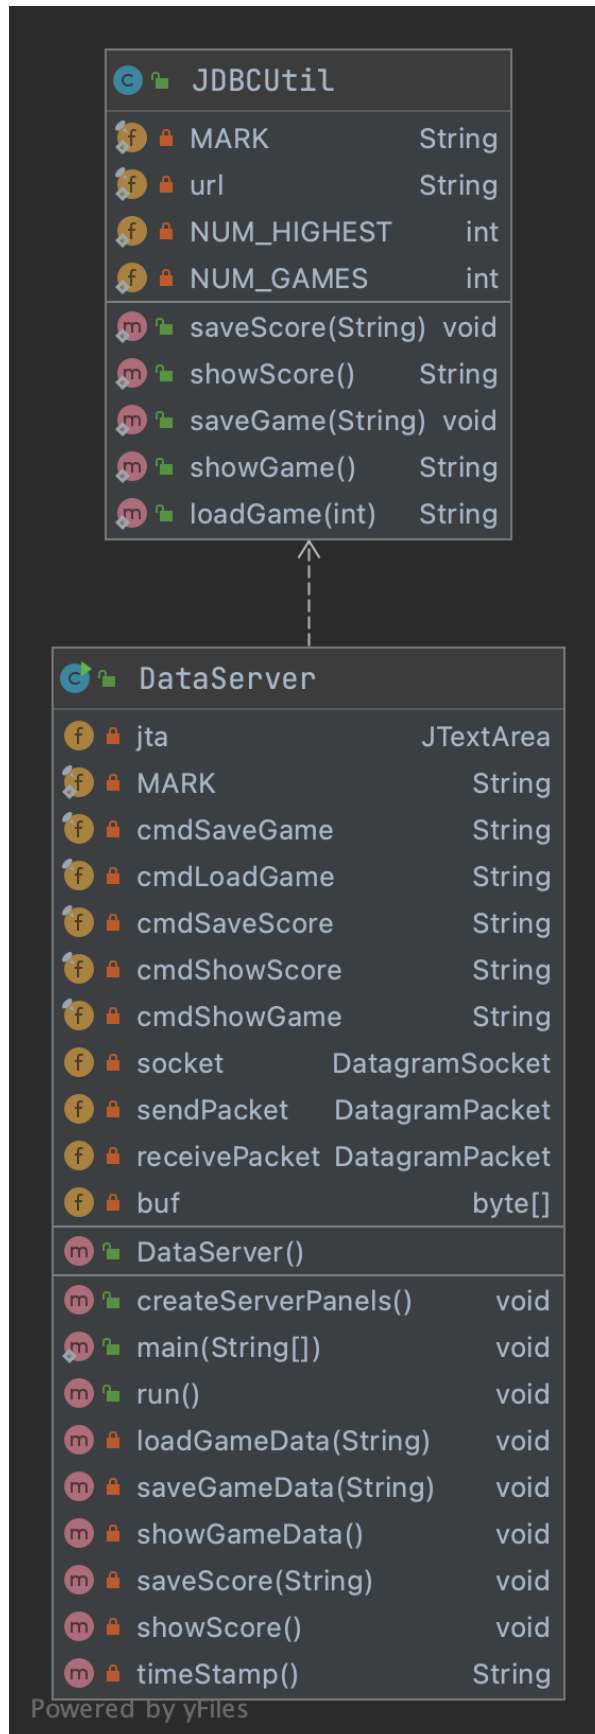 JDBCUtil
MARK String
url String
NUM_HIGHEST int
NUM_GAMES int
saveScore(String) void
showScore() String
saveGame(String) void
showGame() String
loadGame(int) String
DataServer
jta JTextArea
MARK String
cmdSaveGame String
cmdLoadGame String
cmdSaveScore String
cmdShowScore String
cmdShowGame String
socket DatagramSocket
sendPacket DatagramPacket
receivePacket DatagramPacket
buf byte[]
DataServer()
createServerPanels() void
main(String[]) void
run() void
loadGameData(String) void
saveGameData(String) void
showGameData() void
saveScore(String) void
showScore() void
timeStamp() String
Powered by yFiles